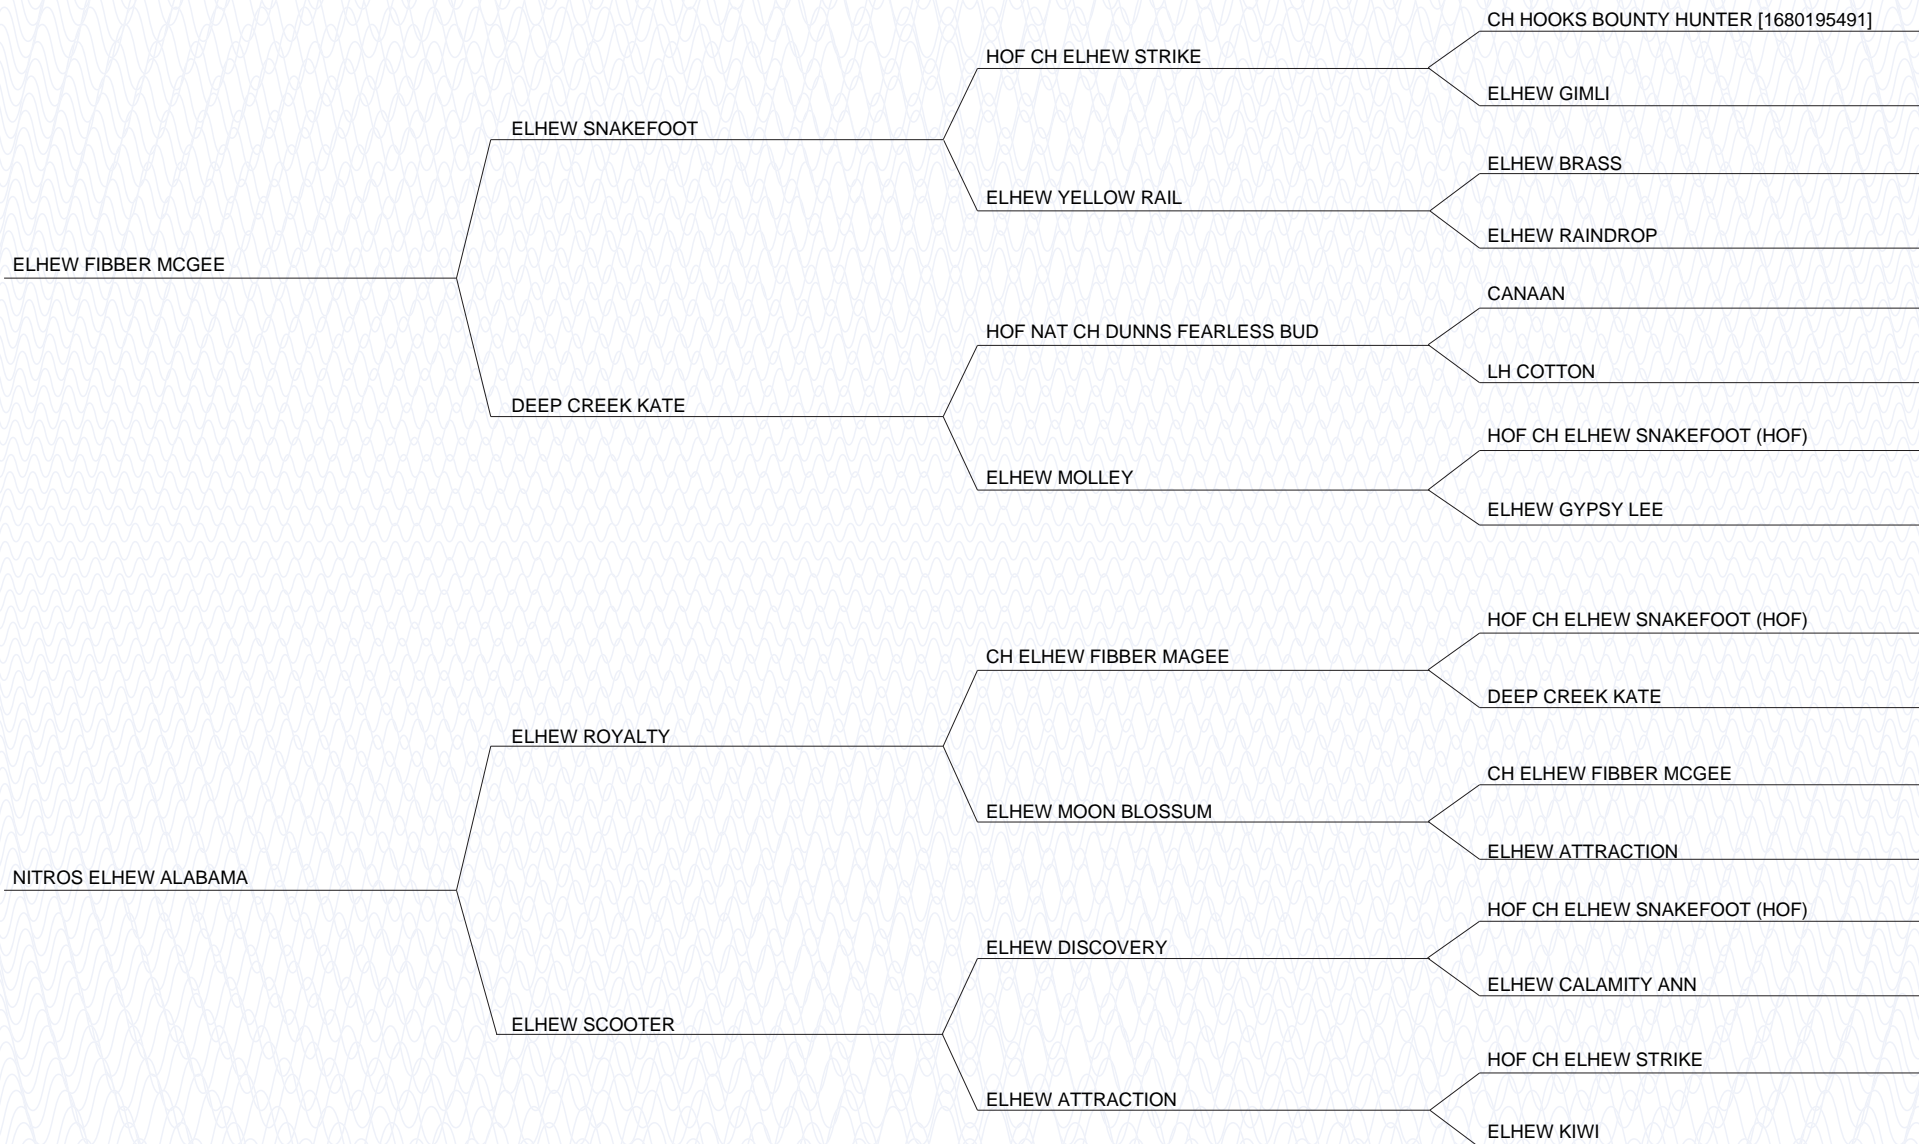 CH HOOKS BOUNTY HUNTER [1680195491]
HOF CH ELHEW STRIKE
ELHEW GIMLI
ELHEW SNAKEFOOT
ELHEW BRASS
ELHEW YELLOW RAIL
ELHEW RAINDROP
ELHEW FIBBER MCGEE
CANAAN
HOF NAT CH DUNNS FEARLESS BUD
LH COTTON
DEEP CREEK KATE
HOF CH ELHEW SNAKEFOOT (HOF)
ELHEW MOLLEY
ELHEW GYPSY LEE
HOF CH ELHEW SNAKEFOOT (HOF)
CH ELHEW FIBBER MAGEE
DEEP CREEK KATE
ELHEW ROYALTY
CH ELHEW FIBBER MCGEE
ELHEW MOON BLOSSUM
ELHEW ATTRACTION
NITROS ELHEW ALABAMA
HOF CH ELHEW SNAKEFOOT (HOF)
ELHEW DISCOVERY
ELHEW CALAMITY ANN
ELHEW SCOOTER
HOF CH ELHEW STRIKE
ELHEW ATTRACTION
ELHEW KIWI